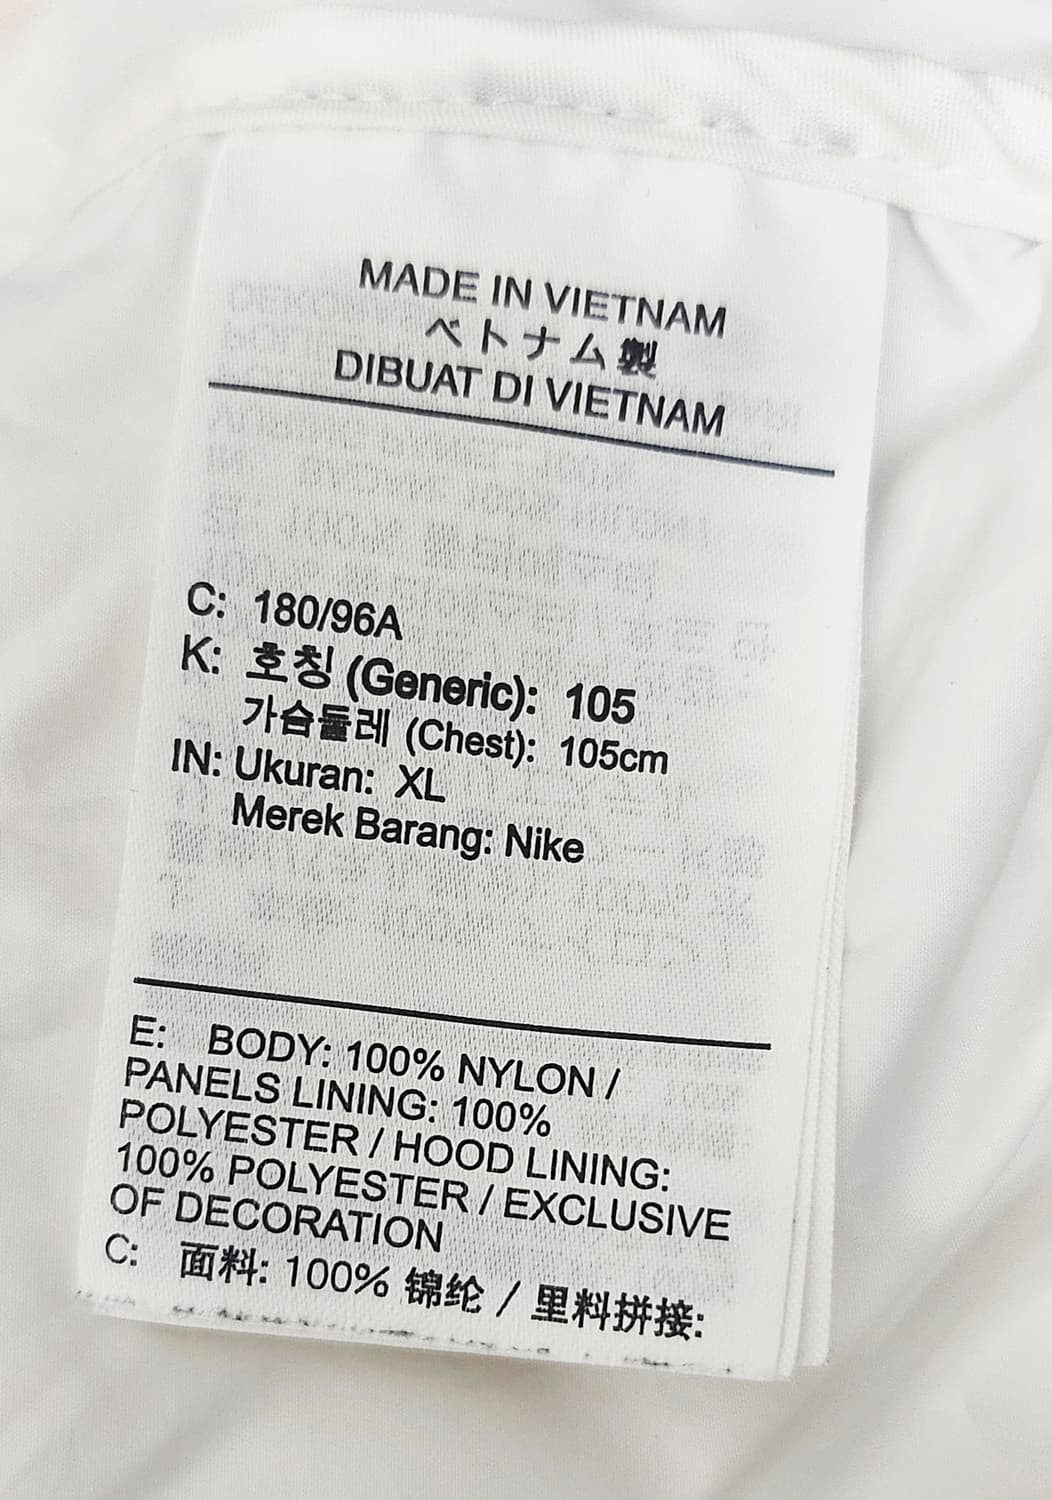 MADE IN VIETNAM
ベトナム製
DIBUAT DI VIETNAM
C: 180/96A
K: 호칭 (Generic): 105
가슴둘레 (Chest): 105cm
IN: Ukuran: XL
Merek Barang: Nike
E: BODY: 100% NYLON /
PANELS LINING: 100%
POLYESTER / HOOD LINING:
100% POLYESTER / EXCLUSIVE
OF DECORATION
C: 面料: 100% 锦纶 / 里料拼接: